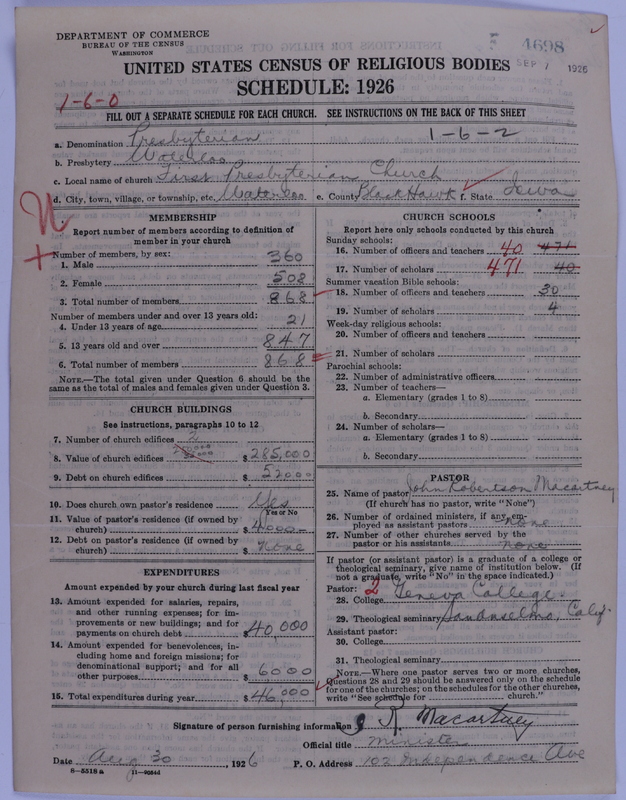 DEPARTMENT OF COMMERCE
BUREAU OF THE CENSUS
WASHINGTON
4698
SEP 1 1926
UNITED STATES CENSUS OF RELIGIOUS BODIES
SCHEDULE: 1926
1-6-0
FILL OUT A SEPARATE SCHEDULE FOR EACH CHURCH. SEE INSTRUCTIONS ON THE BACK OF THIS SHEET
a. Denomination Presbyterian 1-6-2
b. Presbytery Waterloo
c. Local name of church First Presbyterian Church
d. City, town, village, or township, etc. Waterloo e. County Black Hawk f. State Iowa
MEMBERSHIP
Report number of members according to definition of
member in your church
Number of members, by sex:
1. Male 360
2. Female 508
3. Total number of members 868
Number of members under and over 13 years old:
4. Under 13 years of age 21
5. 13 years old and over 847
6. Total number of members 868
NOTE.—The total given under Question 6 should be the
same as the total of males and females given under Question 3.
CHURCH BUILDINGS
See instructions, paragraphs 10 to 12
7. Number of church edifices 2
8. Value of church edifices $ 285,000
9. Debt on church edifices $ 52000
10. Does church own pastor's residence Yes
Yes or No
11. Value of pastor's residence (if owned by
church) $ 4000
12. Debt on pastor's residence (if owned by
church) $ None
EXPENDITURES
Amount expended by your church during last fiscal year
13. Amount expended for salaries, repairs,
and other running expenses; for im-
provements or new buildings; and for
payments on church debt $ 40,000
14. Amount expended for benevolences, in-
cluding home and foreign missions; for
denominational support; and for all
other purposes $ 6000
15. Total expenditures during year $ 46,000
CHURCH SCHOOLS
Report here only schools conducted by this church
Sunday schools:
16. Number of officers and teachers 40 471
17. Number of scholars 471 40
Summer vacation Bible schools:
18. Number of officers and teachers 30
19. Number of scholars 4
Week-day religious schools:
20. Number of officers and teachers
21. Number of scholars
Parochial schools:
22. Number of administrative officers
23. Number of teachers—
a. Elementary (grades 1 to 8)
b. Secondary
24. Number of scholars—
a. Elementary (grades 1 to 8)
b. Secondary
PASTOR
25. Name of pastor John Robertson Macartney
(If church has no pastor, write "None")
26. Number of ordained ministers, if any, em-
ployed as assistant pastors None
27. Number of other churches served by the
pastor or his assistants none
If pastor (or assistant pastor) is a graduate of a college or
theological seminary, give name of institution below. (If
not a graduate, write "No" in the space indicated.)
Pastor: 2
28. College Geneva College
29. Theological seminary San Anselmo, Calif.
Assistant pastor:
30. College
31. Theological seminary
NOTE.—Where one pastor serves two or more churches,
Questions 28 and 29 should be answered only on the schedule
for one of the churches; on the schedules for the other churches,
write "See schedule for church."
Signature of person furnishing information J R. Macartney
Official title Minister
Date Aug 30, 1926 P. O. Address 102 Independence Ave
8-5518a 11-9054d